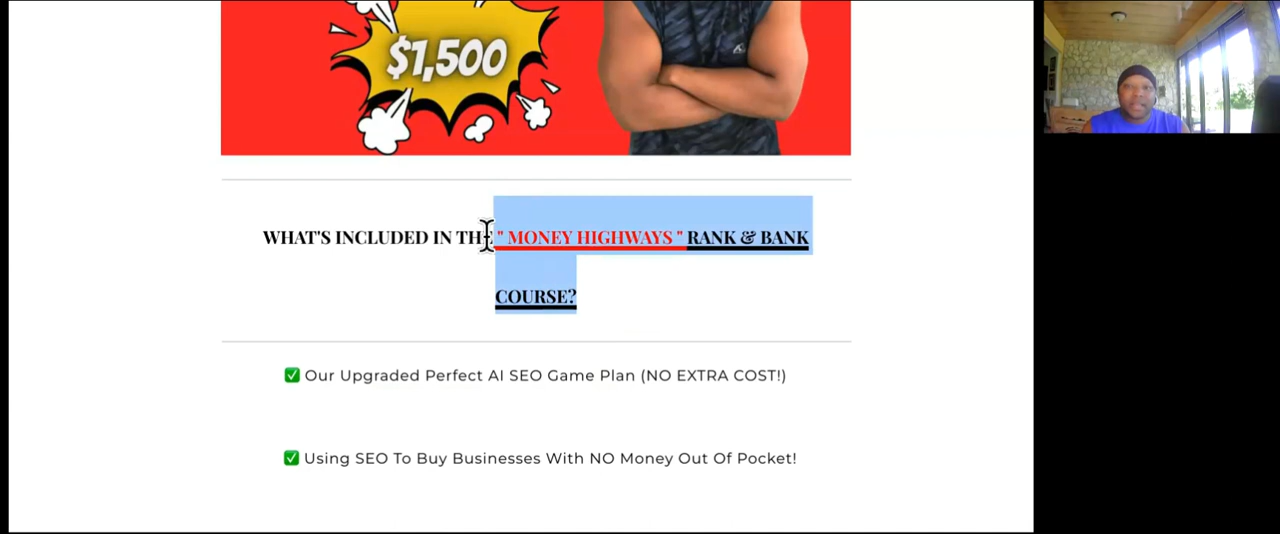 $1,500
WHAT'S INCLUDED IN THE " MONEY HIGHWAYS " RANK & BANK
COURSE?
✅ Our Upgraded Perfect AI SEO Game Plan (NO EXTRA COST!)
✅ Using SEO To Buy Businesses With NO Money Out Of Pocket!